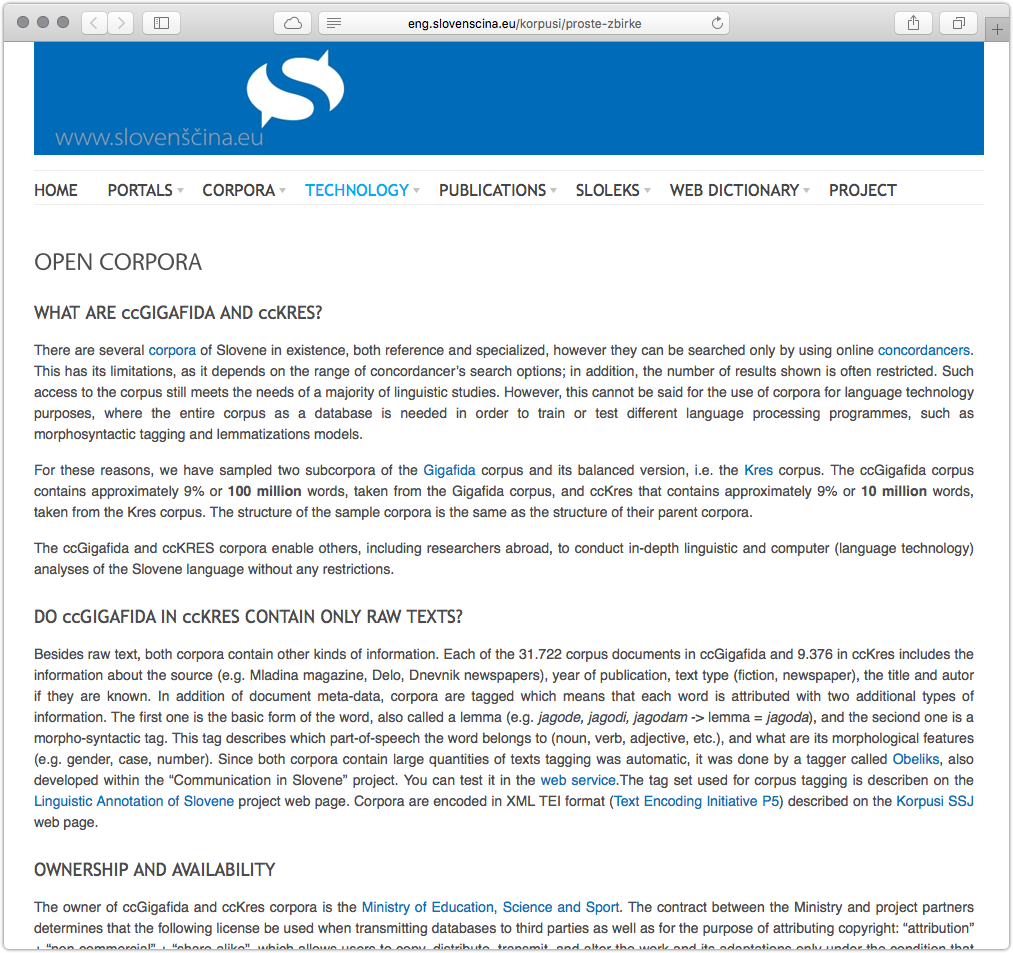 eng.slovenscina.eu/korpusi/proste-zbirke
www.slovenščina.eu
HOME PORTALS CORPORA TECHNOLOGY PUBLICATIONS SLOLEKS WEB DICTIONARY PROJECT
OPEN CORPORA
WHAT ARE ccGIGAFIDA AND ccKRES?
There are several corpora of Slovene in existence, both reference and specialized, however they can be searched only by using online concordancers.
This has its limitations, as it depends on the range of concordancer's search options; in addition, the number of results shown is often restricted. Such
access to the corpus still meets the needs of a majority of linguistic studies. However, this cannot be said for the use of corpora for language technology
purposes, where the entire corpus as a database is needed in order to train or test different language processing programmes, such as
morphosyntactic tagging and lemmatizations models.
For these reasons, we have sampled two subcorpora of the Gigafida corpus and its balanced version, i.e. the Kres corpus. The ccGigafida corpus
contains approximately 9% or 100 million words, taken from the Gigafida corpus, and ccKres that contains approximately 9% or 10 million words,
taken from the Kres corpus. The structure of the sample corpora is the same as the structure of their parent corpora.
The ccGigafida and ccKRES corpora enable others, including researchers abroad, to conduct in-depth linguistic and computer (language technology)
analyses of the Slovene language without any restrictions.
DO ccGIGAFIDA IN ccKRES CONTAIN ONLY RAW TEXTS?
Besides raw text, both corpora contain other kinds of information. Each of the 31.722 corpus documents in ccGigafida and 9.376 in ccKres includes the
information about the source (e.g. Mladina magazine, Delo, Dnevnik newspapers), year of publication, text type (fiction, newspaper), the title and autor
if they are known. In addition of document meta-data, corpora are tagged which means that each word is attributed with two additional types of
information. The first one is the basic form of the word, also called a lemma (e.g. jagode, jagodi, jagodam -> lemma = jagoda), and the seciond one is a
morpho-syntactic tag. This tag describes which part-of-speech the word belongs to (noun, verb, adjective, etc.), and what are its morphological features
(e.g. gender, case, number). Since both corpora contain large quantities of texts tagging was automatic, it was done by a tagger called Obeliks, also
developed within the “Communication in Slovene” project. You can test it in the web service.The tag set used for corpus tagging is describen on the
Linguistic Annotation of Slovene project web page. Corpora are encoded in XML TEI format (Text Encoding Initiative P5) described on the Korpusi SSJ
web page.
OWNERSHIP AND AVAILABILITY
The owner of ccGigafida and ccKres corpora is the Ministry of Education, Science and Sport. The contract between the Ministry and project partners
determines that the following license be used when transmitting databases to third parties as well as for the purpose of attributing copyright: “attribution”
+ “non commercial” + “share alike”, which allows users to copy, distribute, transmit, and alter the work and its adaptations only under the condition that